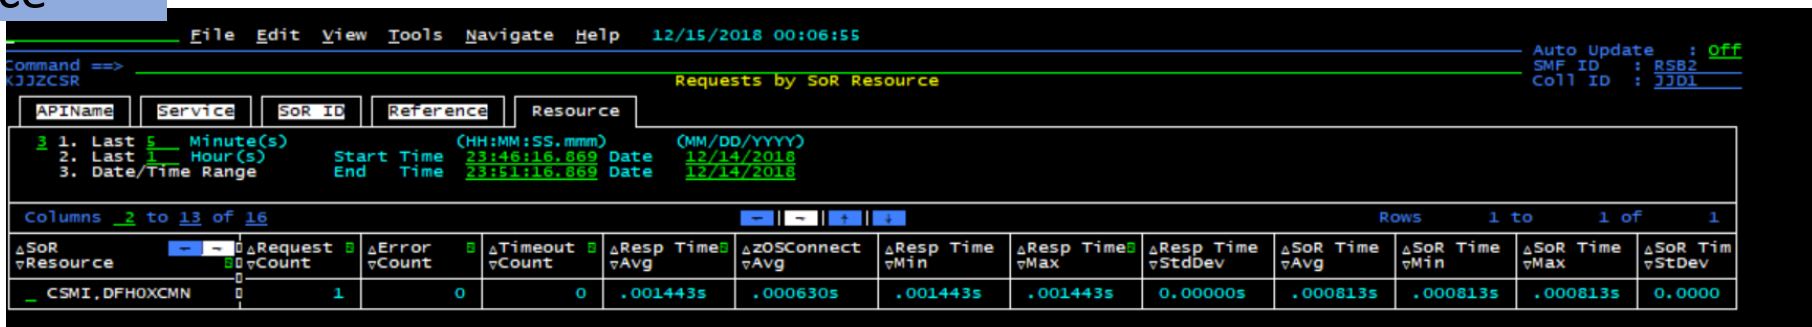 ce
File Edit View Tools Navigate Help 12/15/2018 00:06:55
Auto Update : Off
Command ==> SMF ID : RSB2
KJJZCSR Requests by SoR Resource Coll ID : JJD1
APIName Service SoR ID Reference Resource
3 1. Last 5 Minute(s) (HH:MM:SS.mmm) (MM/DD/YYYY)
2. Last 1 Hour(s) Start Time 23:46:16.869 Date 12/14/2018
3. Date/Time Range End Time 23:51:16.869 Date 12/14/2018
Columns 2 to 13 of 16 ← | → | ↑ | ↓ Rows 1 to 1 of 1
△SoR △Request △Error △Timeout △Resp Time △zOSConnect △Resp Time △Resp Time △Resp Time △SoR Time △SoR Time △SoR Time △SoR Tim
▽Resource ▽Count ▽Count ▽Count ▽Avg ▽Avg ▽Min ▽Max ▽StdDev ▽Avg ▽Min ▽Max ▽StDev
_ CSMI,DFH0XCMN 1 0 0 .001443s .000630s .001443s .001443s 0.00000s .000813s .000813s .000813s 0.0000